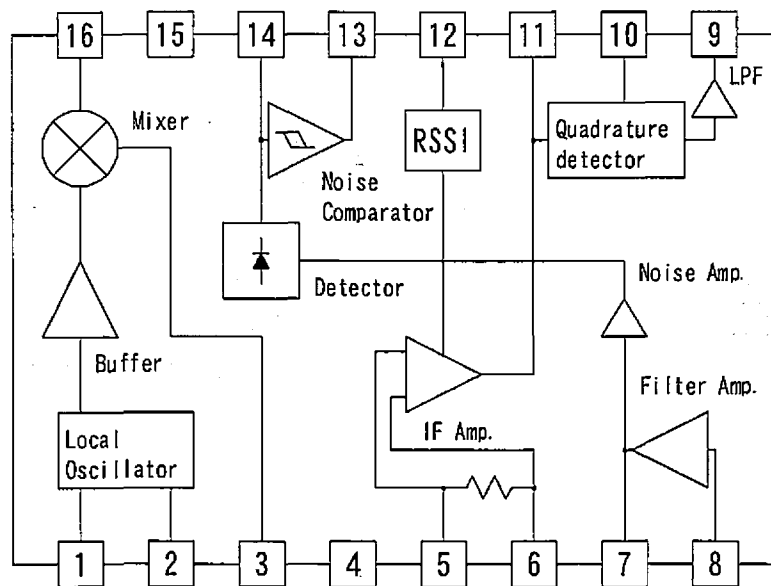 16 15 14 13 12 11 10 9
LPF
Mixer
RSSI
Quadrature
detector
Noise
Comparator
Detector
Noise Amp.
Buffer
Filter Amp.
IF Amp.
Local
Oscillator
1 2 3 4 5 6 7 8